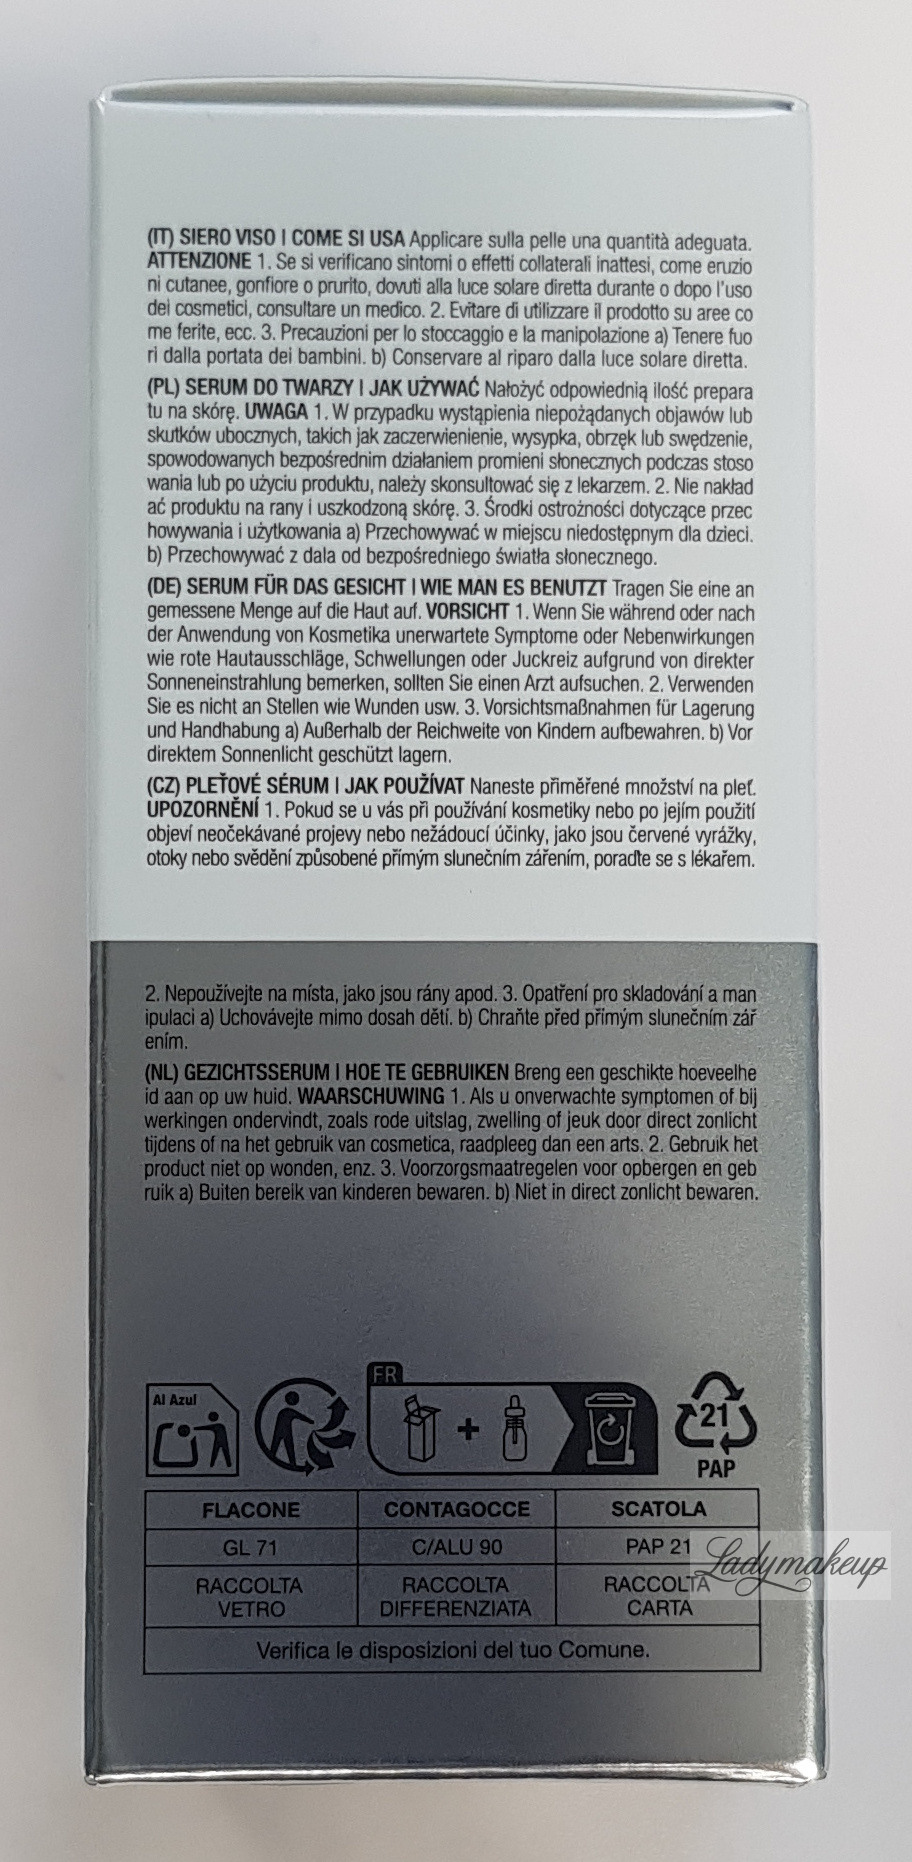 (IT) SIERO VISO I COME SI USA Applicare sulla pelle una quantità adeguata.
ATTENZIONE 1. Se si verificano sintomi o effetti collaterali inattesi, come eruzio
ni cutanee, gonfiore o prurito, dovuti alla luce solare diretta durante o dopo l'uso
dei cosmetici, consultare un medico. 2. Evitare di utilizzare il prodotto su aree co
me ferite, ecc. 3. Precauzioni per lo stoccaggio e la manipolazione a) Tenere fuo
ri dalla portata dei bambini. b) Conservare al riparo dalla luce solare diretta.
(PL) SERUM DO TWARZY I JAK UŻYWAĆ Nałożyć odpowiednią ilość prepara
tu na skórę. UWAGA 1. W przypadku wystąpienia niepożądanych objawów lub
skutków ubocznych, takich jak zaczerwienienie, wysypka, obrzęk lub swędzenie,
spowodowanych bezpośrednim działaniem promieni słonecznych podczas stoso
wania lub po użyciu produktu, należy skonsultować się z lekarzem. 2. Nie nakład
ać produktu na rany i uszkodzoną skórę. 3. Środki ostrożności dotyczące przec
howywania i użytkowania a) Przechowywać w miejscu niedostępnym dla dzieci.
b) Przechowywać z dala od bezpośredniego światła słonecznego.
(DE) SERUM FÜR DAS GESICHT I WIE MAN ES BENUTZT Tragen Sie eine an
gemessene Menge auf die Haut auf. VORSICHT 1. Wenn Sie während oder nach
der Anwendung von Kosmetika unerwartete Symptome oder Nebenwirkungen
wie rote Hautausschläge, Schwellungen oder Juckreiz aufgrund von direkter
Sonneneinstrahlung bemerken, sollten Sie einen Arzt aufsuchen. 2. Verwenden
Sie es nicht an Stellen wie Wunden usw. 3. Vorsichtsmaßnahmen für Lagerung
und Handhabung a) Außerhalb der Reichweite von Kindern aufbewahren. b) Vor
direktem Sonnenlicht geschützt lagern.
(CZ) PLEŤOVÉ SÉRUM I JAK POUŽÍVAT Naneste přiměřené množství na pleť.
UPOZORNĚNÍ 1. Pokud se u vás při používání kosmetiky nebo po jejím použití
objeví neočekávané projevy nebo nežádoucí účinky, jako jsou červené vyrážky,
otoky nebo svědění způsobené přímým slunečním zářením, poraďte se s lékařem.
2. Nepoužívejte na místa, jako jsou rány apod. 3. Opatření pro skladování a man
ipulaci a) Uchovávejte mimo dosah dětí. b) Chraňte před přímým slunečním zář
ením.
(NL) GEZICHTSSERUM I HOE TE GEBRUIKEN Breng een geschikte hoeveelhe
id aan op uw huid. WAARSCHUWING 1. Als u onverwachte symptomen of bij
werkingen ondervindt, zoals rode uitslag, zwelling of jeuk door direct zonlicht
tijdens of na het gebruik van cosmetica, raadpleeg dan een arts. 2. Gebruik het
product niet op wonden, enz. 3. Voorzorgsmaatregelen voor opbergen en geb
ruik a) Buiten bereik van kinderen bewaren. b) Niet in direct zonlicht bewaren.
Al Azul
FR
21
PAP
FLACONE CONTAGOCCE SCATOLA
GL 71 C/ALU 90 PAP 21
RACCOLTA VETRO RACCOLTA DIFFERENZIATA RACCOLTA CARTA
Verifica le disposizioni del tuo Comune.
Ladymakeup